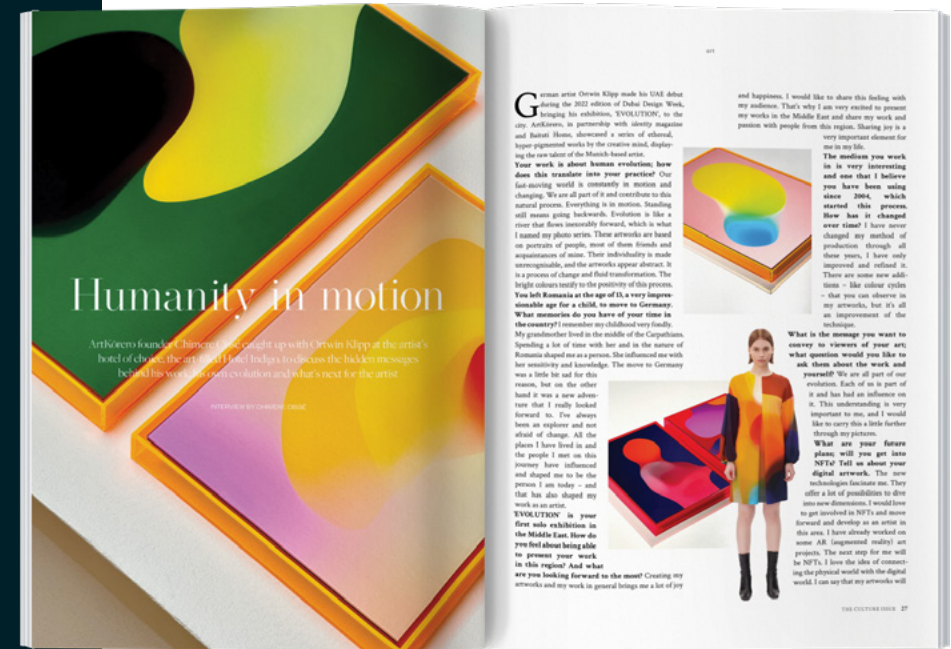 Humanity in motion
ArtKōrero founder Chimere Cissé caught up with Ortwin Klipp at the artist's
hotel of choice, the art-filled Hotel Indigo, to discuss the hidden messages
behind his work, his own evolution and what's next for the artist
INTERVIEW BY CHIMERE CISSÉ
ART
German artist Ortwin Klipp made his UAE debut
during the 2022 edition of Dubai Design Week,
bringing his exhibition, 'EVOLUTION', to the
city. ArtKōrero, in partnership with identity magazine
and Baituti Home, showcased a series of ethereal,
hyper-pigmented works by the creative mind, display-
ing the new talent of the Munich-based artist.
Your work is about human evolution; how
does this translate into your practice? Our
fast-moving world is constantly in motion and
changing. We are all part of it and contribute to this
natural process. Everything is in motion. Standing
still means going backwards. Evolution is like a
river that flows inexorably forward, which is what
I named my photo series. These artworks are based
on portraits of people, most of them friends and
acquaintances of mine. Their individuality is made
unrecognisable, and the artworks appear abstract. It
is a process of change and fluid transformation. The
bright colours testify to the positivity of this process.
You left Romania at the age of 13, a very impres-
sionable age for a child, to move to Germany.
What memories do you have of your time in
the country? I remember my childhood very fondly.
My grandmother lived in the middle of the Carpathians.
Spending a lot of time with her and in the nature of
Romania shaped me as a person. She influenced me with
her sensitivity and knowledge. The move to Germany
was a little bit sad for this
reason, but on the other
hand it was a new adven-
ture that I really looked
forward to. I've always
been an explorer and not
afraid of change. All the
places I have lived in and
the people I met on this
journey have influenced
and shaped me to be the
person I am today – and
that has also shaped my
work as an artist.
'EVOLUTION' is your
first solo exhibition in
the Middle East. How do
you feel about being able
to present your work
in this region? And what
are you looking forward to the most? Creating my
artworks and my work in general brings me a lot of joy
and happiness. I would like to share this feeling with
my audience. That's why I am very excited to present
my works in the Middle East and share my work and
passion with people from this region. Sharing joy is a
very important element for
me in my life.
The medium you work
in is very interesting
and one that I believe
you have been using
since 2004, which
started this process.
How has it changed
over time? I have never
changed my method of
production through all
these years, I have only
improved and refined it.
There are some new addi-
tions – like colour cycles
– that you can observe in
my artworks, but it's all
an improvement of the
technique.
What is the message you want to
convey to viewers of your art;
what question would you like to
ask them about the work and
yourself? We are all part of our
evolution. Each of us is part of
it and has had an influence on
it. This understanding is very
important to me, and I would
like to carry this a little further
through my pictures.
What are your future
plans; will you get into
NFTs? Tell us about your
digital artwork. The new
technologies fascinate me. They
offer a lot of possibilities to dive
into new dimensions. I would love
to get involved in NFTs and move
forward and develop as an artist in
this area. I have already worked on
some AR (augmented reality) art
projects. The next step for me will
be NFTs. I love the idea of connect-
ing the physical world with the digital
world. I can say that my artworks will
THE CULTURE ISSUE 27